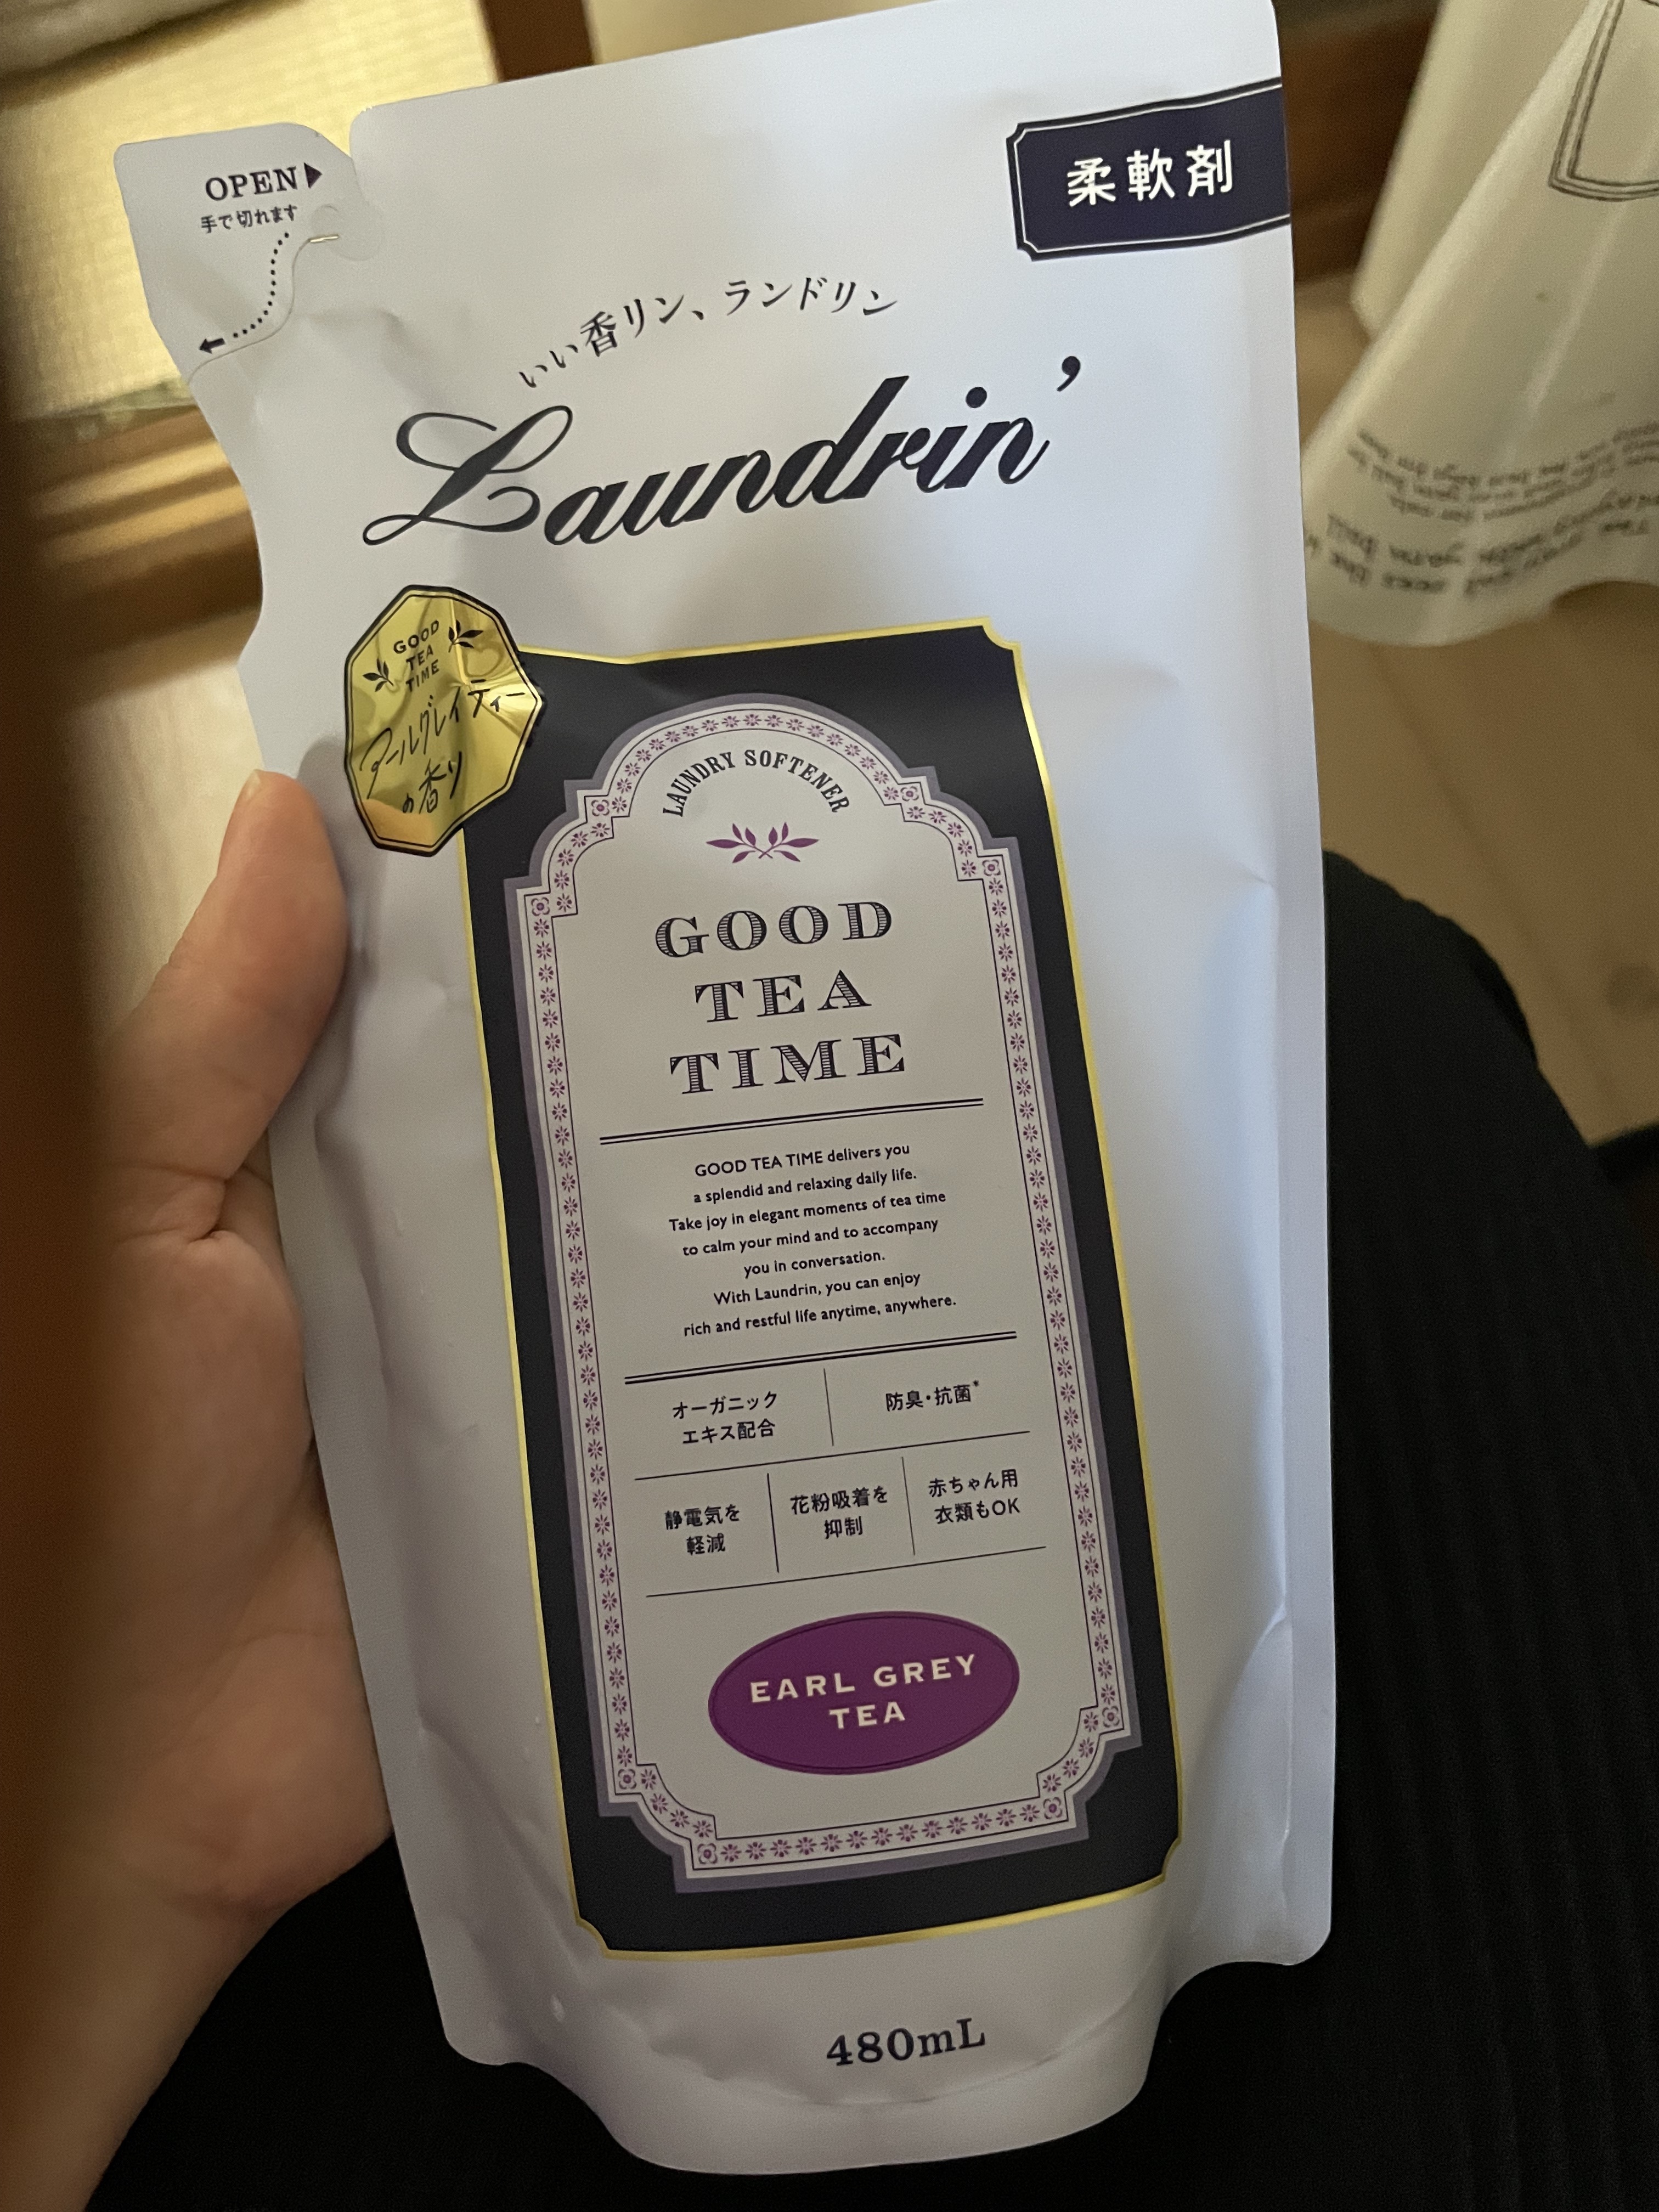 OPEN▶
手で切れます
柔軟剤
いい香リン、ランドリン
Laundrin’
GOOD
TEA
TIME
アールグレイティー
の香り
LAUNDRY SOFTENER
GOOD
TEA
TIME
GOOD TEA TIME delivers you
a splendid and relaxing daily life.
Take joy in elegant moments of tea time
to calm your mind and to accompany
you in conversation.
With Laundrin, you can enjoy
rich and restful life anytime, anywhere.
オーガニック
エキス配合
防臭・抗菌*
静電気を
軽減
花粉吸着を
抑制
赤ちゃん用
衣類もOK
EARL GREY
TEA
480mL